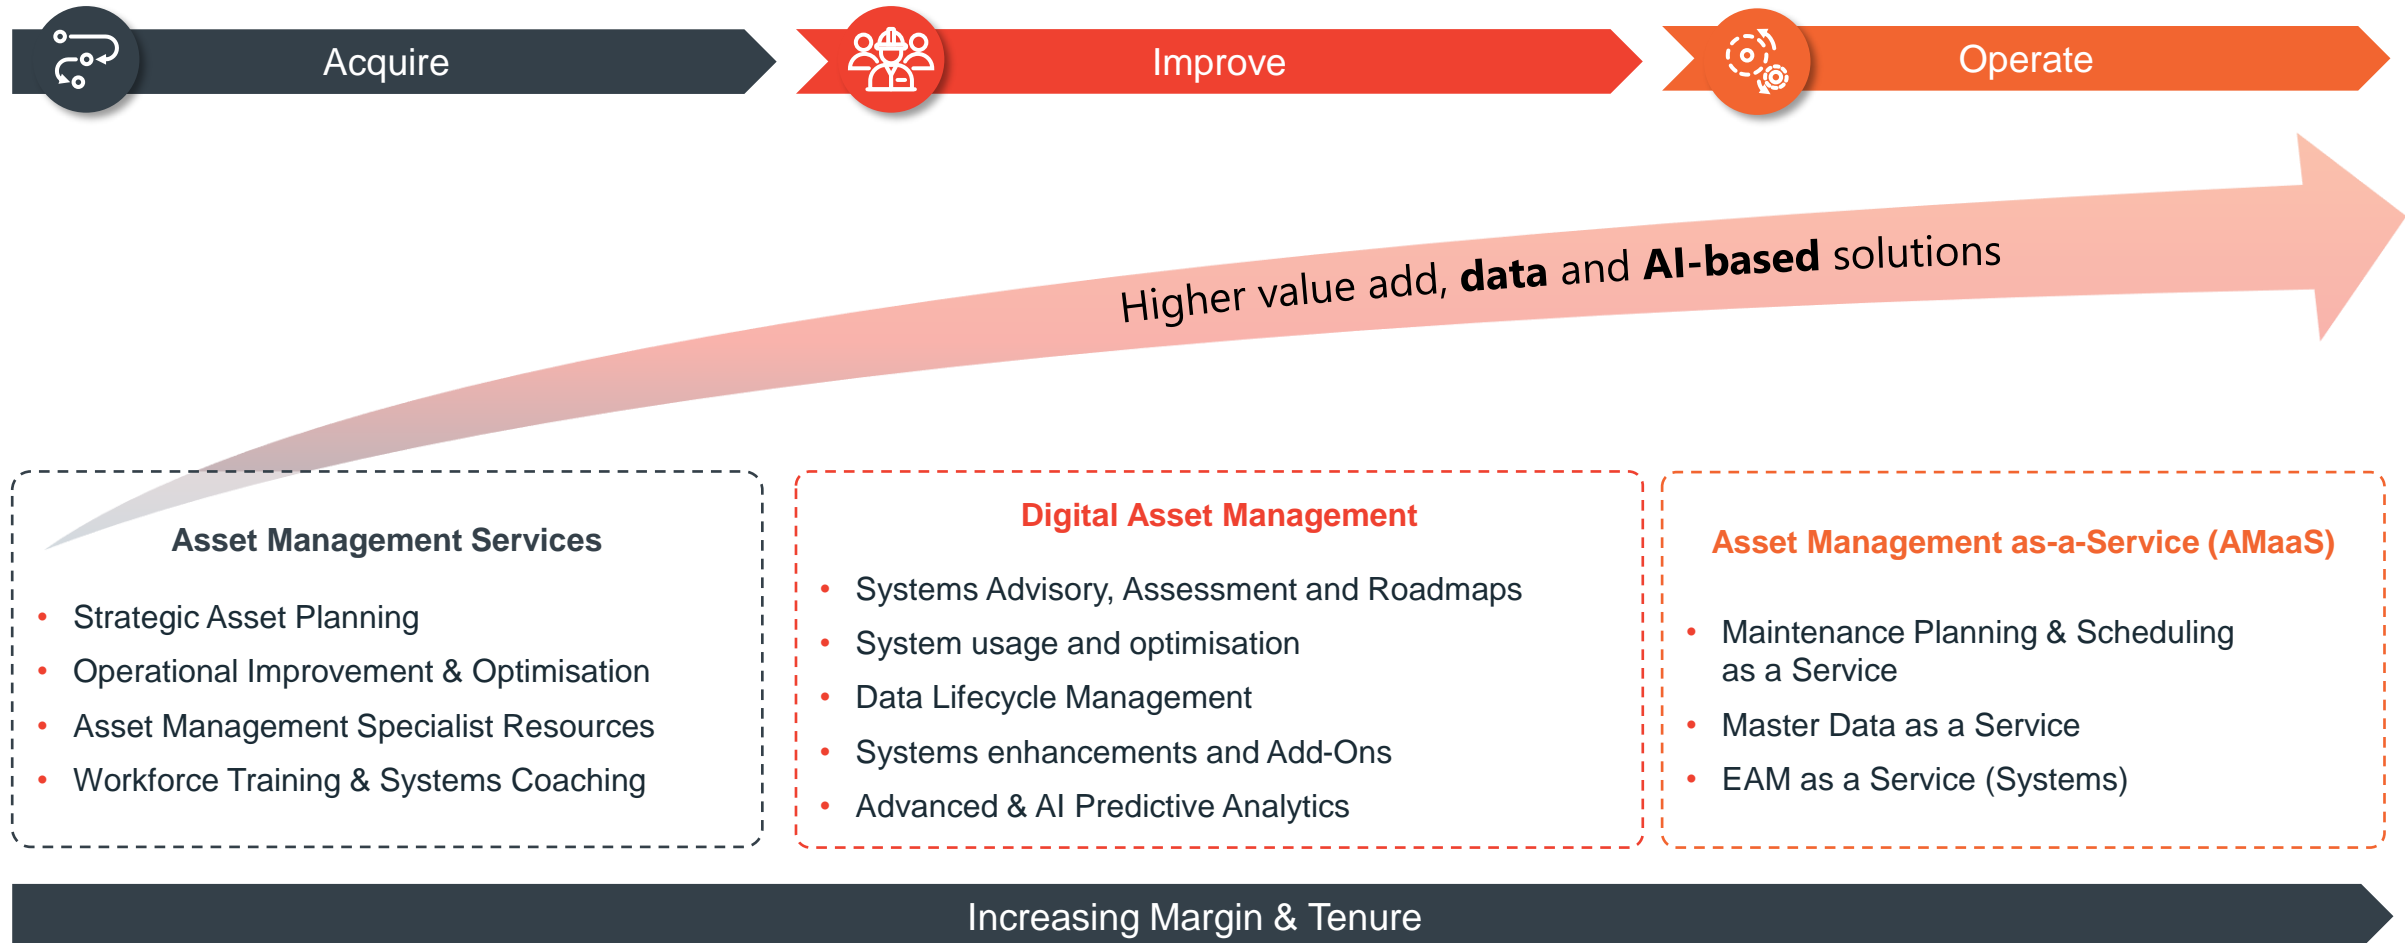 Acquire
Improve
Operate
Higher value add, data and AI-based solutions
Asset Management Services
• Strategic Asset Planning
• Operational Improvement & Optimisation
• Asset Management Specialist Resources
• Workforce Training & Systems Coaching
Digital Asset Management
• Systems Advisory, Assessment and Roadmaps
• System usage and optimisation
• Data Lifecycle Management
• Systems enhancements and Add-Ons
• Advanced & AI Predictive Analytics
Asset Management as-a-Service (AMaaS)
• Maintenance Planning & Scheduling
as a Service
• Master Data as a Service
• EAM as a Service (Systems)
Increasing Margin & Tenure